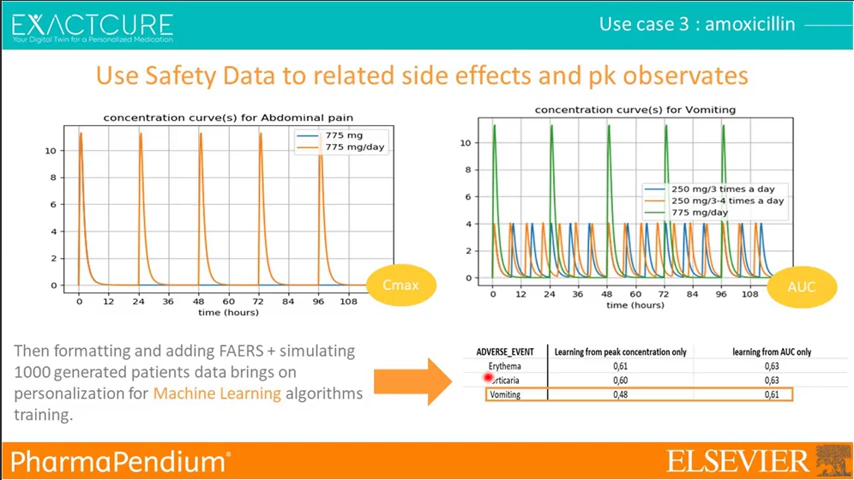 EXACTCURE
Your Digital Twin for a Personalized Medication
Use case 3 : amoxicillin
Use Safety Data to related side effects and pk observates
concentration curve(s) for Abdominal pain
775 mg
775 mg/day
10
8
6
4
2
0
0 12 24 36 48 60 72 84 96 108
time (hours)
Cmax
concentration curve(s) for Vomiting
250 mg/3 times a day
250 mg/3-4 times a day
775 mg/day
10
8
6
4
2
0
0 12 24 36 48 60 72 84 96 108
time (hours)
AUC
Then formatting and adding FAERS + simulating
1000 generated patients data brings on
personalization for Machine Learning algorithms
training.
ADVERSE_EVENT Learning from peak concentration only learning from AUC only
Erythema 0,61 0,63
rticaria 0,60 0,63
Vomiting 0,48 0,61
PharmaPendium®
ELSEVIER